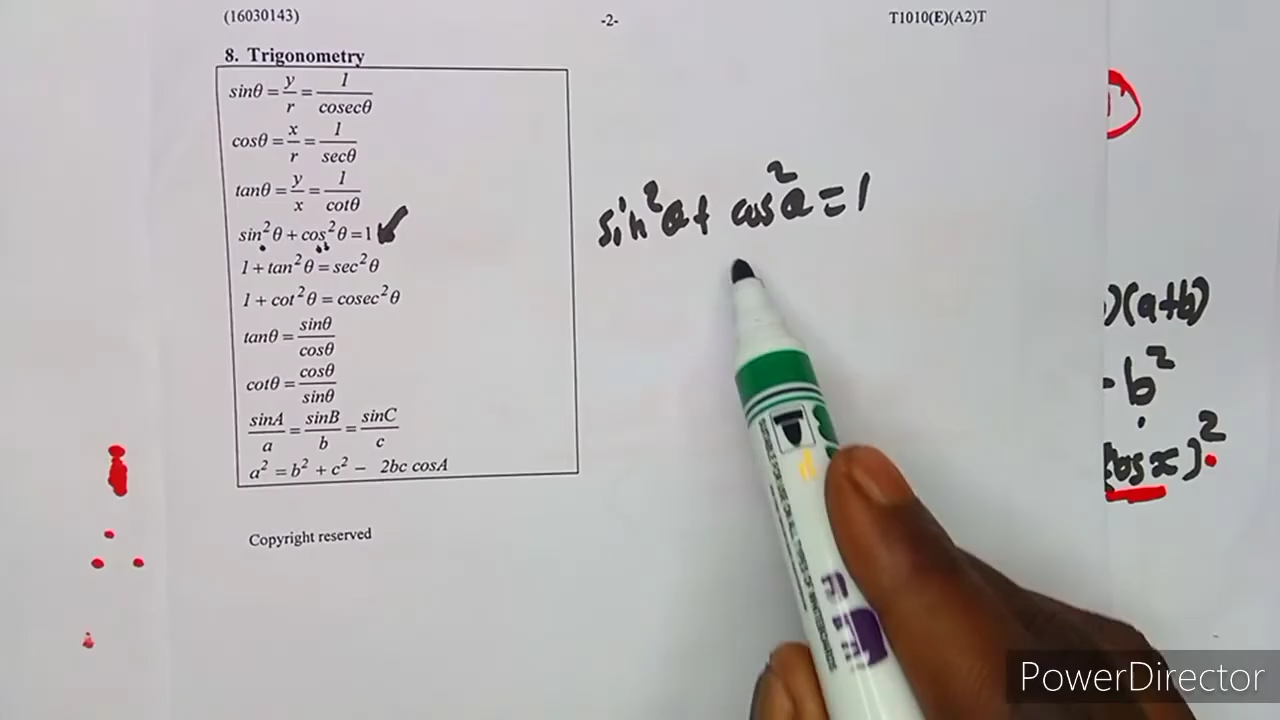 (16030143) -2- T1010(E)(A2)T
8. Trigonometry
sinθ = y/r = 1/cosecθ
cosθ = x/r = 1/secθ
tanθ = y/x = 1/cotθ
sin²θ + cos²θ = 1
1 + tan²θ = sec²θ
1 + cot²θ = cosec²θ
tanθ = sinθ/cosθ
cotθ = cosθ/sinθ
sinA/a = sinB/b = sinC/c
a² = b² + c² − 2bc cosA
Copyright reserved
sin²θ + cos²θ = 1
)(a+b)
- b²
cos x)²
PowerDirector